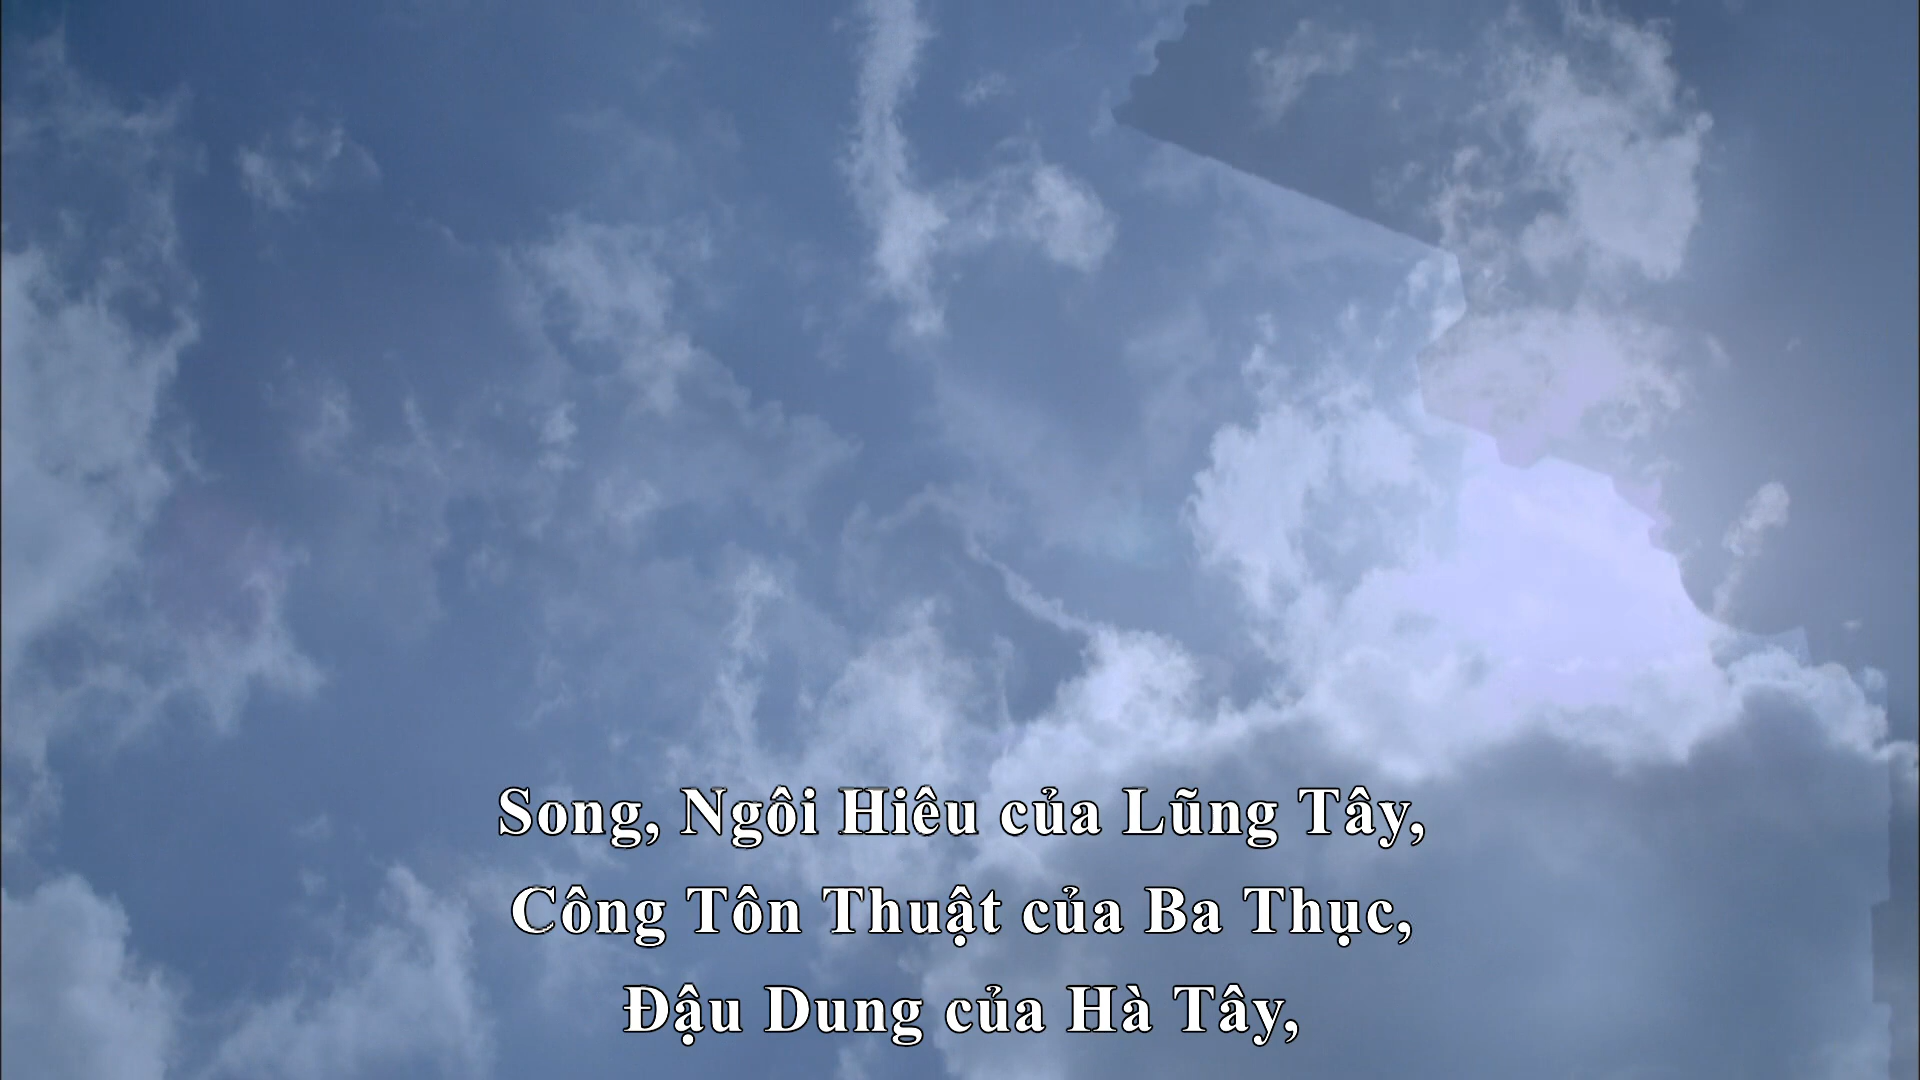 Song, Ngôi Hiêu của Lũng Tây,
Công Tôn Thuật của Ba Thục,
Đậu Dung của Hà Tây,